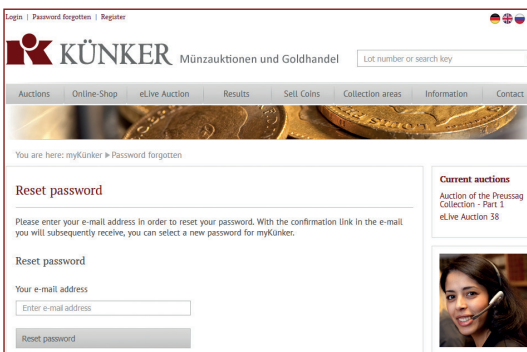 Login | Password forgotten | Register
KÜNKER Münzauktionen und Goldhandel
Lot number or search key
Auctions Online-Shop eLive Auction Results Sell Coins Collection areas Information Contact
You are here: myKünker ▶ Password forgotten
Reset password
Please enter your e-mail address in order to reset your password. With the confirmation link in the e-mail
you will subsequently receive, you can select a new password for myKünker.
Reset password
Your e-mail address
Enter e-mail address
Reset password
Current auctions
Auction of the Preussag
Collection - Part 1
eLive Auction 38